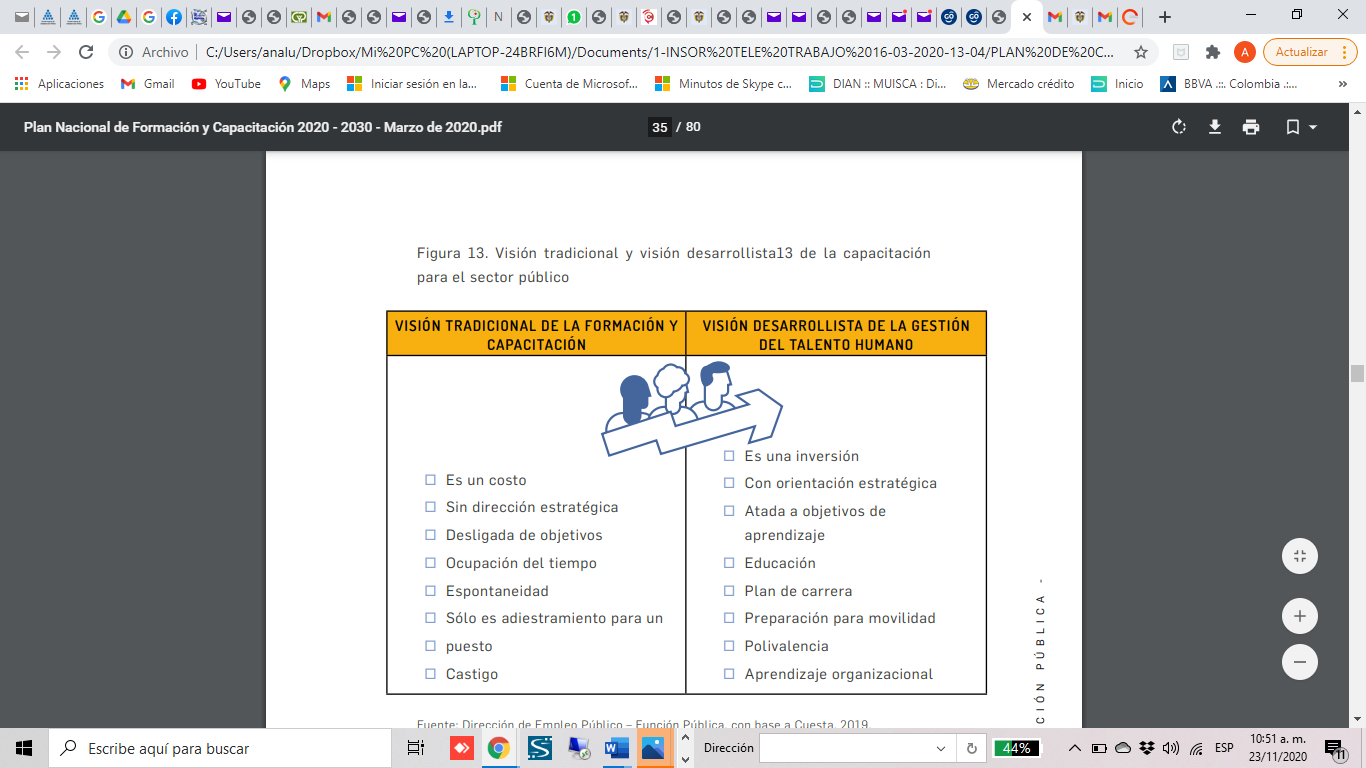 Archivo
C:/Users/analu/Dropbox/Mi%20PC%20(LAPTOP-24BRFI6M)/Documents/1-INSOR%20TELE%20TRABAJO%2016-03-2020-13-04/PLAN%20DE%20C...
A
Actualizar
Aplicaciones
Gmail
YouTube
Maps
Iniciar sesión en la...
Cuenta de Microsof...
Minutos de Skype c...
DIAN :: MUISCA : Di...
Mercado crédito
Inicio
BBVA .::. Colombia .:...
»
Plan Nacional de Formación y Capacitación 2020 - 2030 - Marzo de 2020.pdf
35 / 80
Figura 13. Visión tradicional y visión desarrollista13 de la capacitación
para el sector público
VISIÓN TRADICIONAL DE LA FORMACIÓN Y
CAPACITACIÓN
VISIÓN DESARROLLISTA DE LA GESTIÓN
DEL TALENTO HUMANO
Es un costo
Sin dirección estratégica
Desligada de objetivos
Ocupación del tiempo
Espontaneidad
Sólo es adiestramiento para un
puesto
Castigo
Es una inversión
Con orientación estratégica
Atada a objetivos de
aprendizaje
Educación
Plan de carrera
Preparación para movilidad
Polivalencia
Aprendizaje organizacional
CIÓN PÚBLICA -
Fuente: Dirección de Empleo Público – Función Pública, con base a Cuesta, 2019.
Escribe aquí para buscar
Dirección
44%
ESP
10:51 a. m.
23/11/2020
11